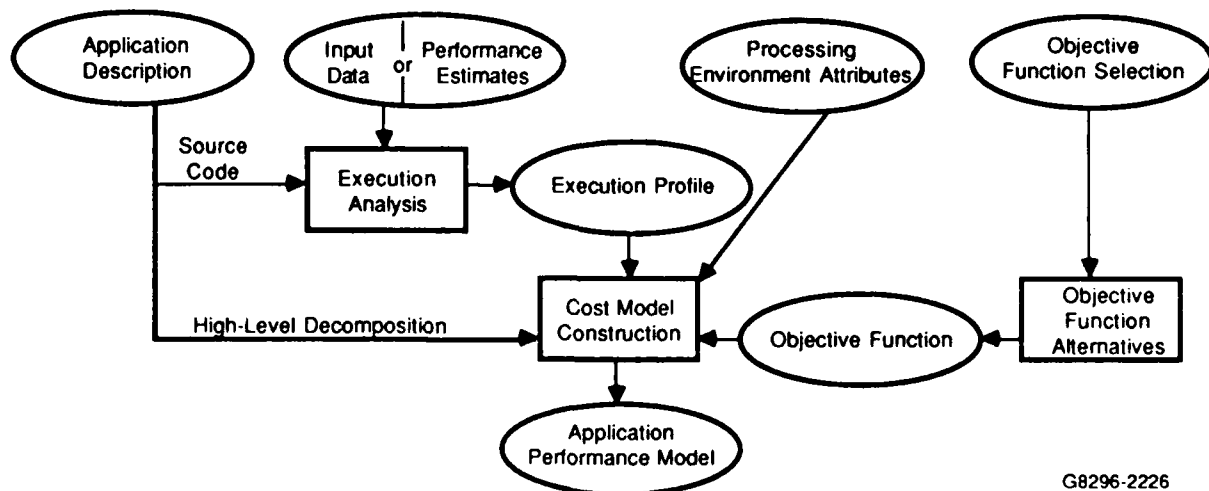 Application
Description
Input
Data
or
Performance
Estimates
Processing
Environment Attributes
Objective
Function Selection
Source
Code
Execution
Analysis
Execution Profile
High-Level Decomposition
Cost Model
Construction
Objective Function
Objective
Function
Alternatives
Application
Performance Model
G8296-2226